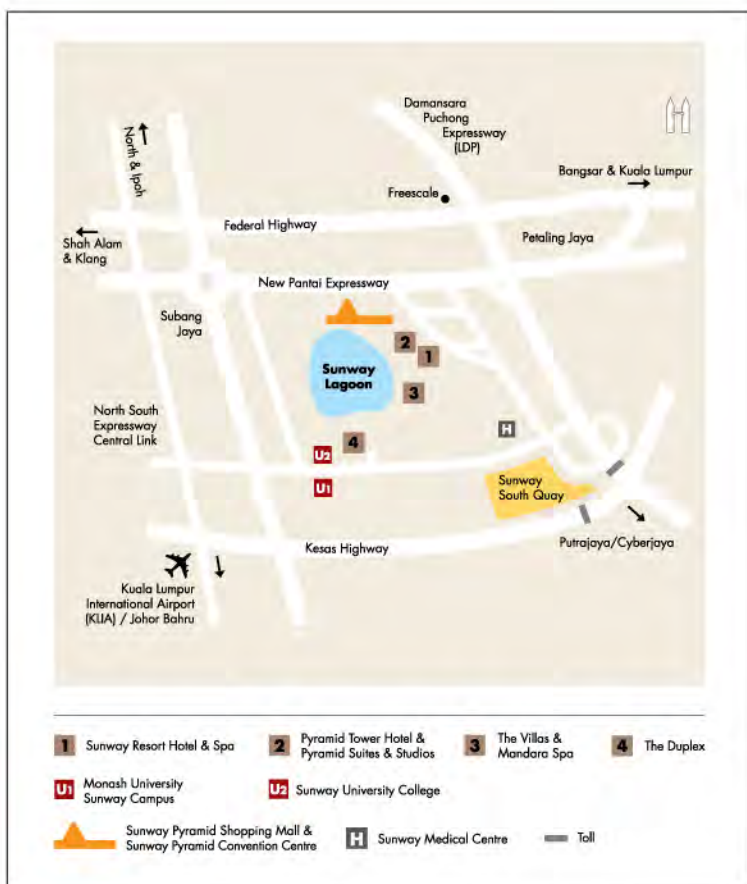 Damansara
Puchong
Expressway
(LDP)
North & Ipoh
Bangsar & Kuala Lumpur
Freescale
Federal Highway
Petaling Jaya
Shah Alam
& Klang
New Pantai Expressway
Subang
Jaya
2
1
Sunway
Lagoon
3
North South
Expressway
Central Link
H
4
U2
U1
Sunway
South Quay
Kesas Highway
Putrajaya/Cyberjaya
Kuala Lumpur
International Airport
(KLIA) / Johor Bahru
1 Sunway Resort Hotel & Spa
2 Pyramid Tower Hotel &
Pyramid Suites & Studios
3 The Villas &
Mandara Spa
4 The Duplex
U1 Monash University
Sunway Campus
U2 Sunway University College
Sunway Pyramid Shopping Mall &
Sunway Pyramid Convention Centre
H Sunway Medical Centre
Toll